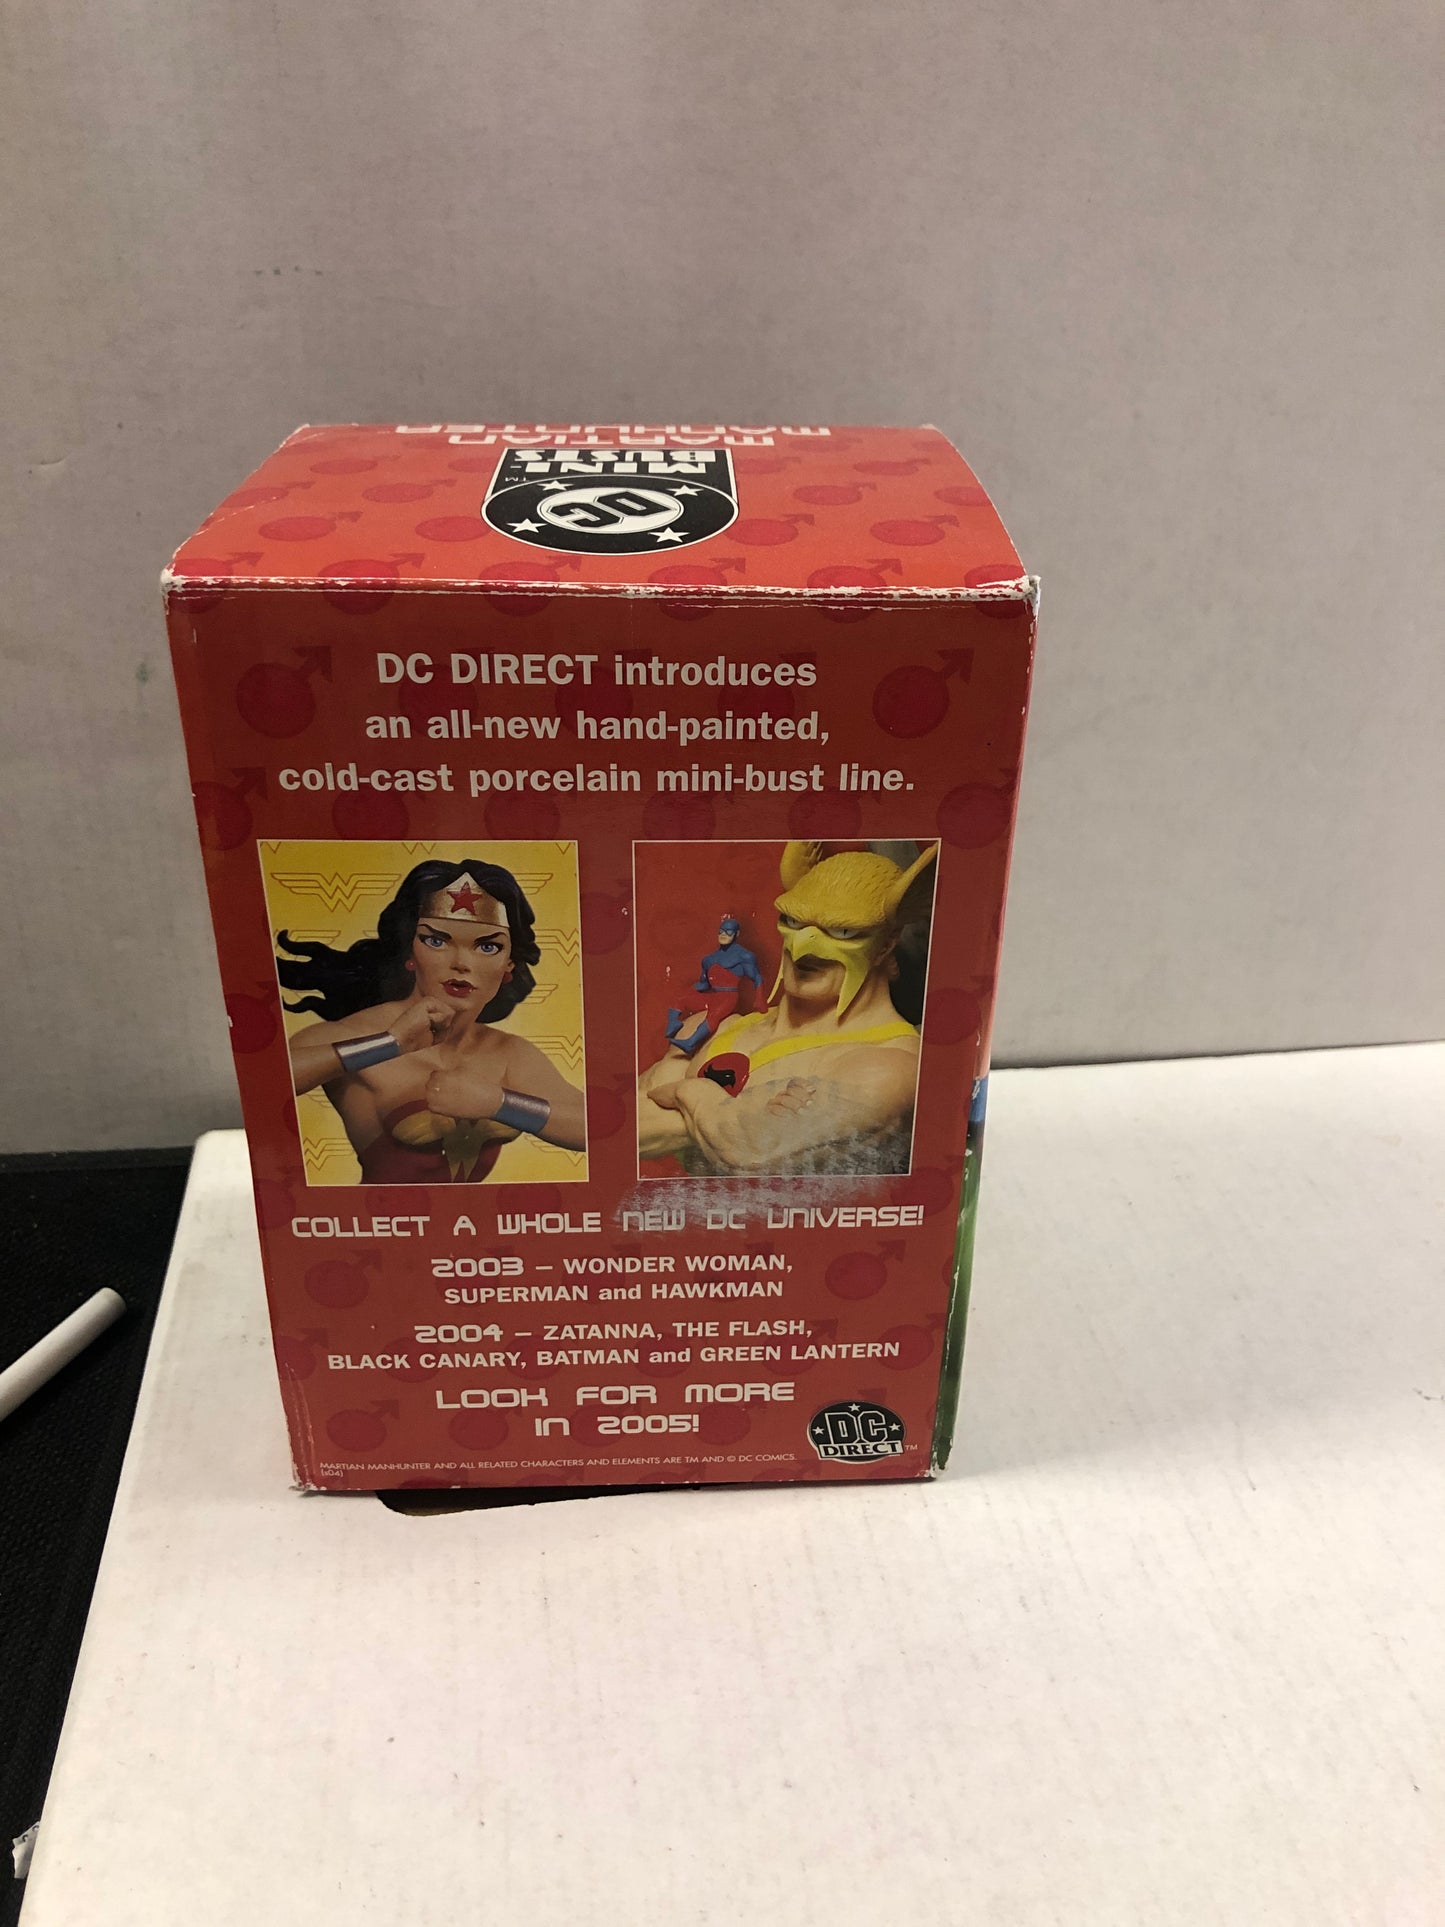 MARTIAN
MANHUNTER
MINI
BUSTS
™
DC
DC DIRECT introduces
an all-new hand-painted,
cold-cast porcelain mini-bust line.
COLLECT A WHOLE NEW DC UNIVERSE!
2003 – WONDER WOMAN,
SUPERMAN and HAWKMAN
2004 – ZATANNA, THE FLASH,
BLACK CANARY, BATMAN and GREEN LANTERN
LOOK FOR MORE
IN 2005!
DC
DIRECT ™
MARTIAN MANHUNTER AND ALL RELATED CHARACTERS AND ELEMENTS ARE TM AND © DC COMICS.
(s04)